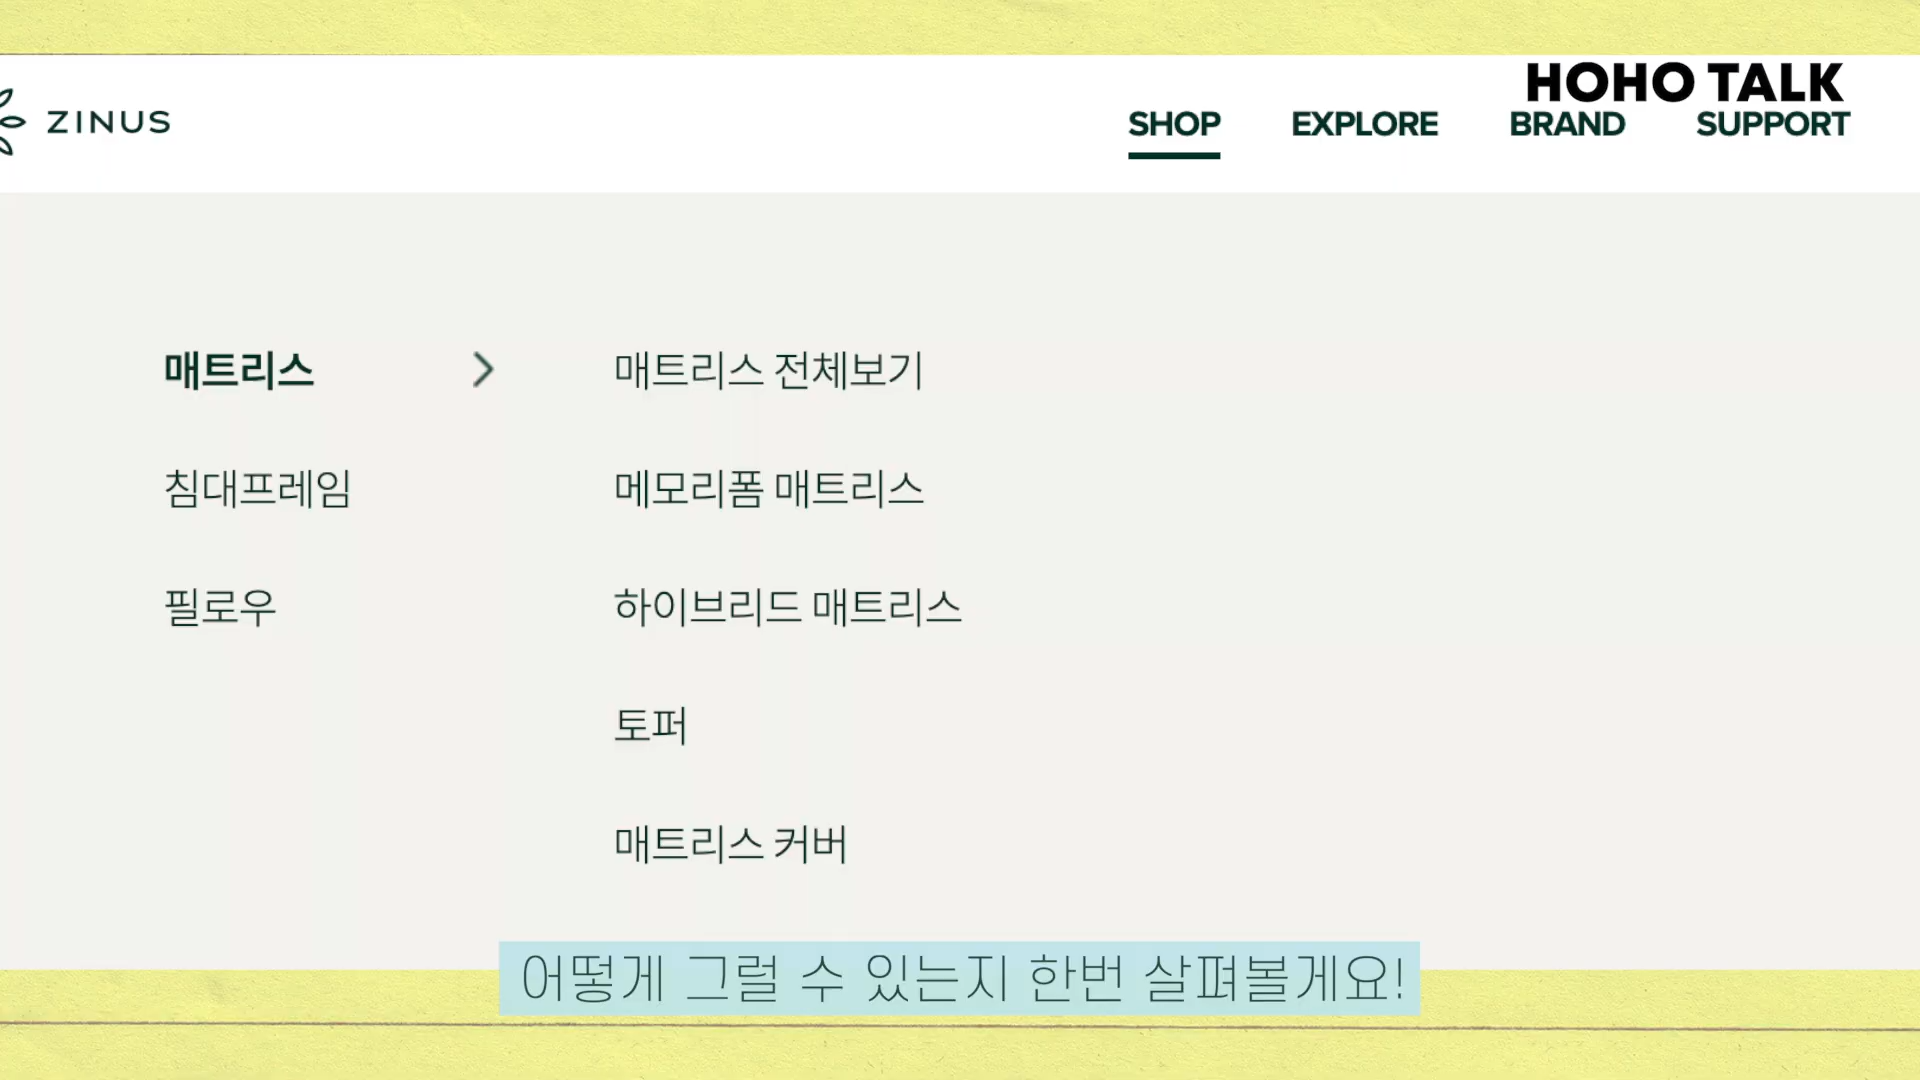 HOHO TALK
ZINUS
SHOP EXPLORE BRAND SUPPORT
매트리스
침대프레임
필로우
매트리스 전체보기
메모리폼 매트리스
하이브리드 매트리스
토퍼
매트리스 커버
어떻게 그럴 수 있는지 한번 살펴볼게요!